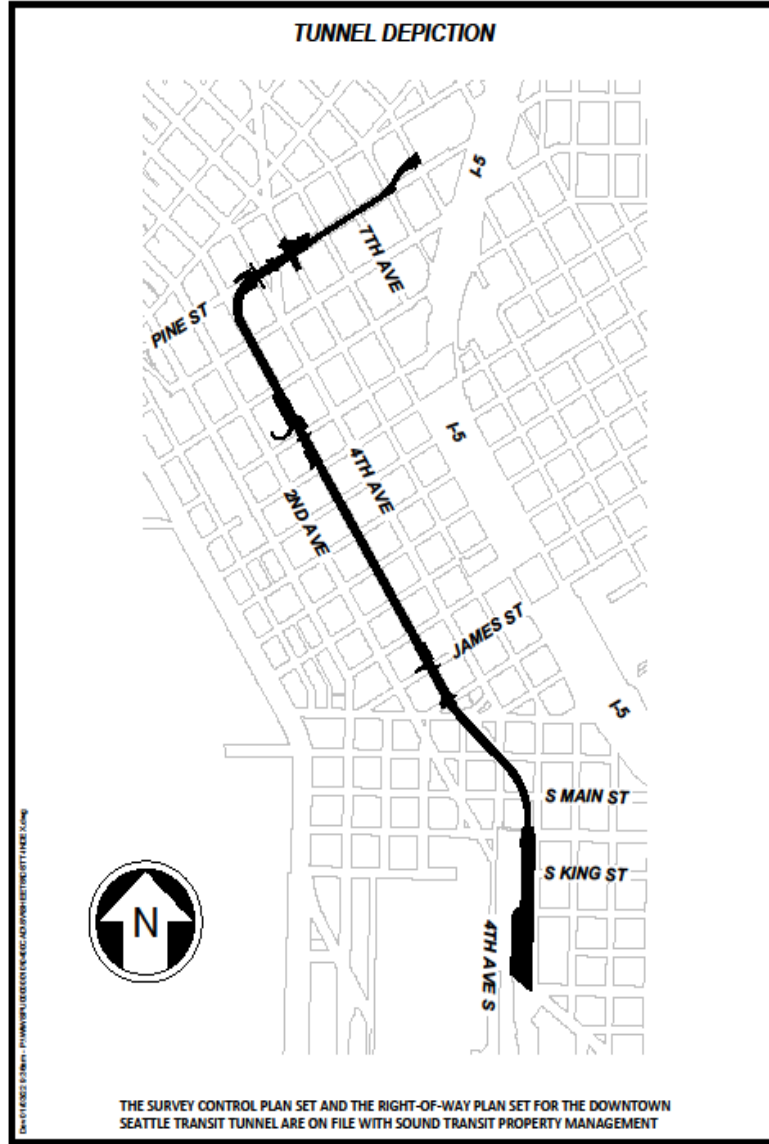 TUNNEL DEPICTION
I-5
7TH AVE
PINE ST
I-5
4TH AVE
2ND AVE
JAMES ST
I-5
S MAIN ST
S KING ST
4TH AVE S
N
THE SURVEY CONTROL PLAN SET AND THE RIGHT-OF-WAY PLAN SET FOR THE DOWNTOWN
SEATTLE TRANSIT TUNNEL ARE ON FILE WITH SOUND TRANSIT PROPERTY MANAGEMENT